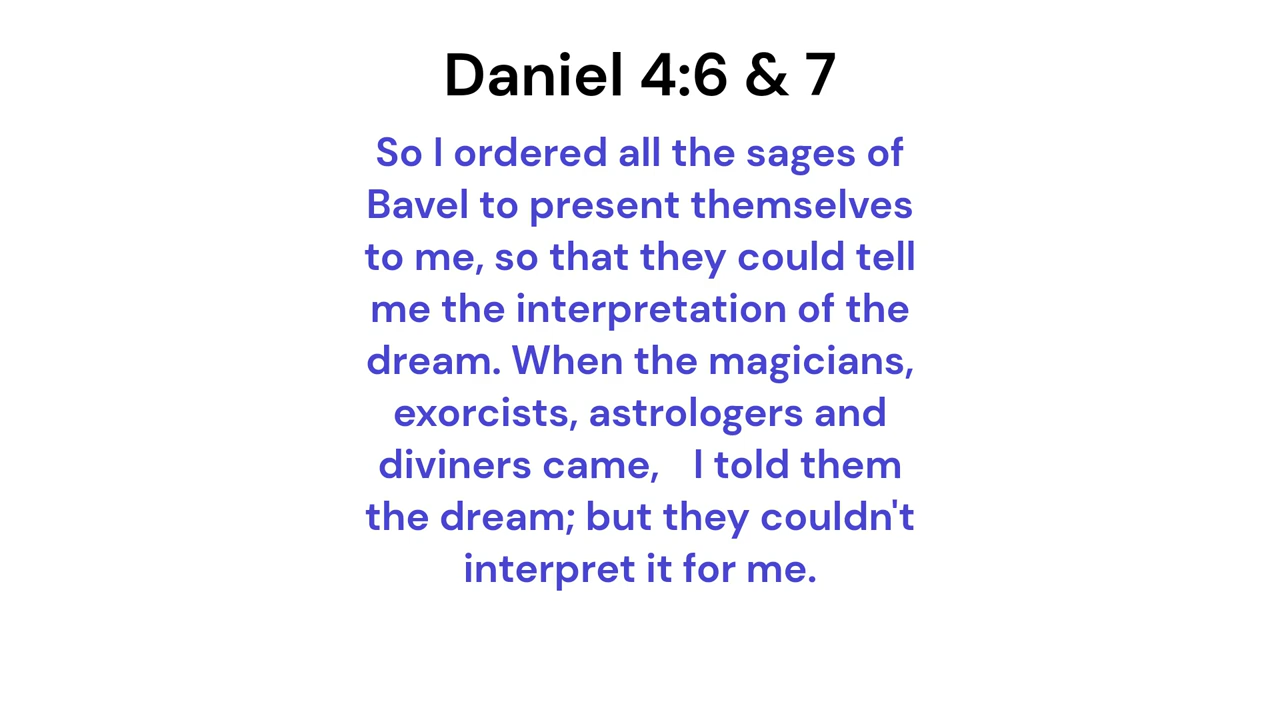 Daniel 4:6 & 7
So I ordered all the sages of
Bavel to present themselves
to me, so that they could tell
me the interpretation of the
dream. When the magicians,
exorcists, astrologers and
diviners came,   I told them
the dream; but they couldn't
interpret it for me.